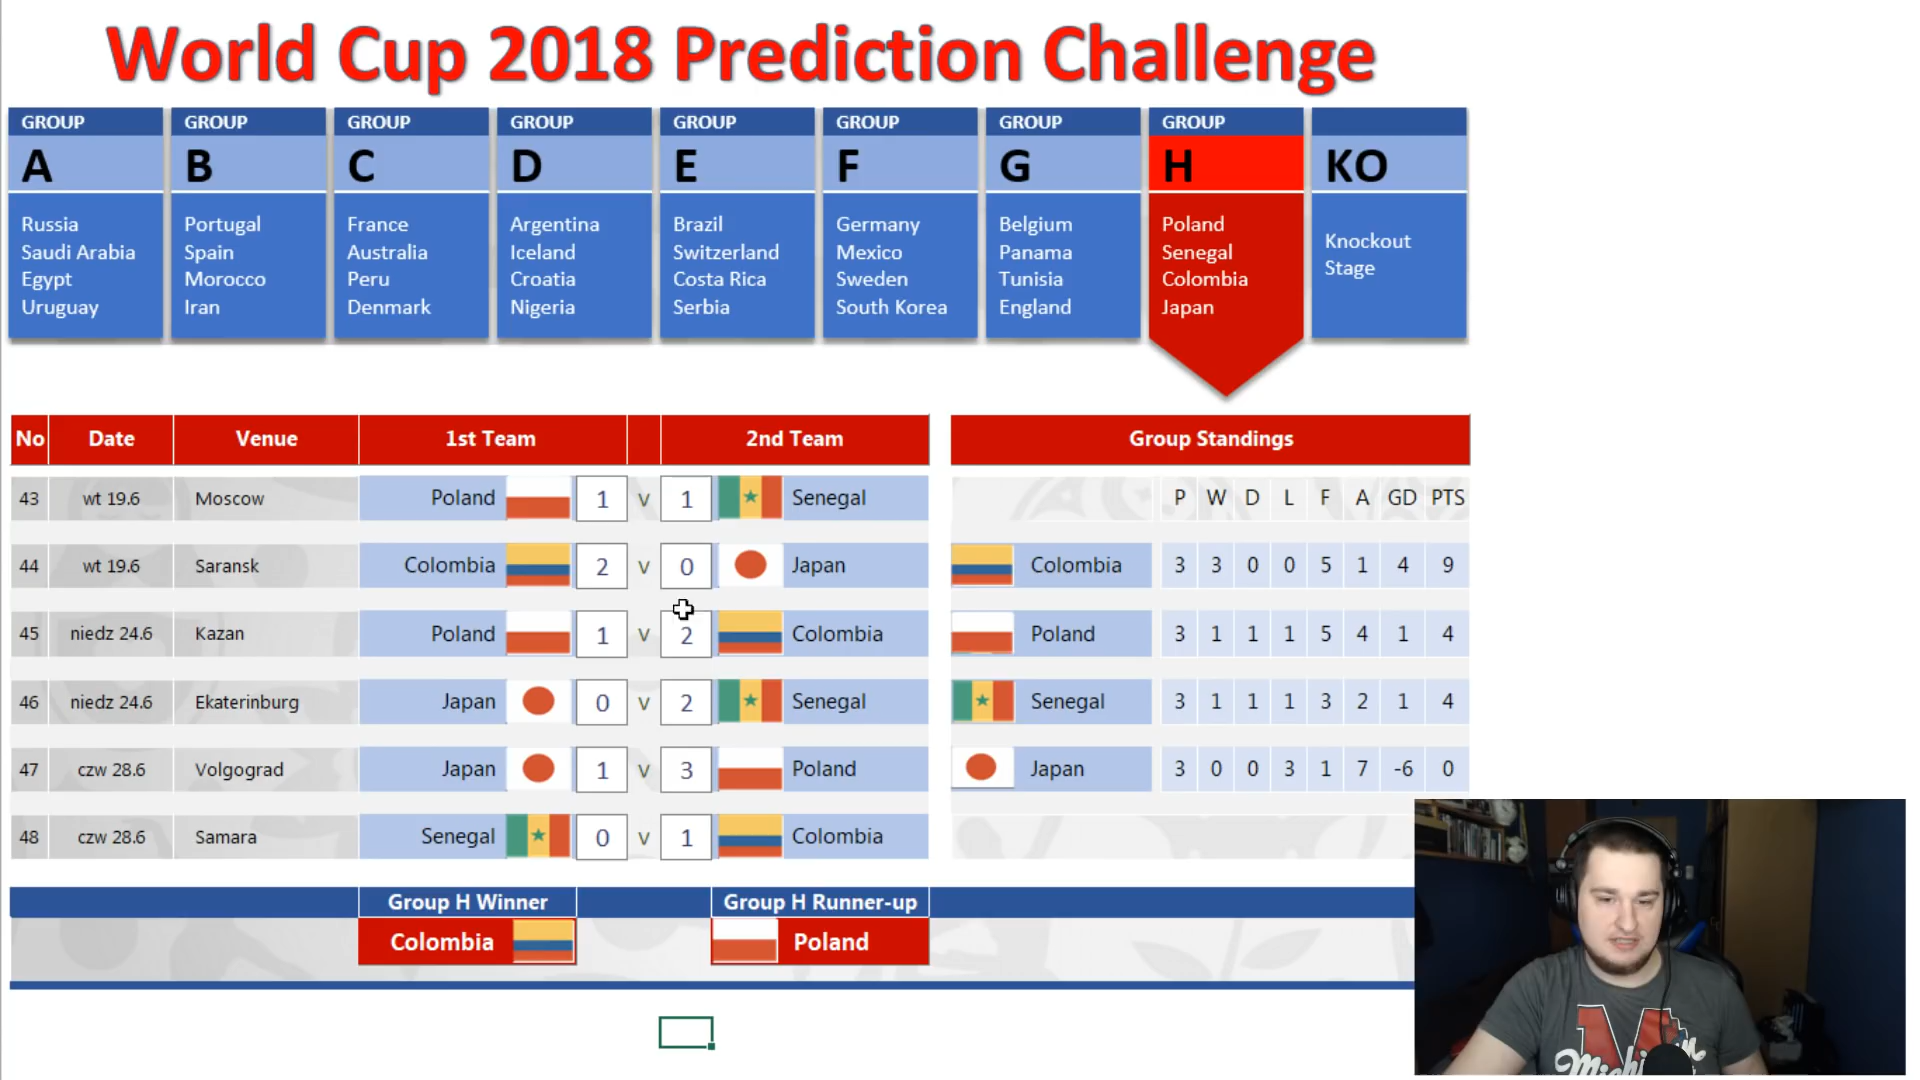 World Cup 2018 Prediction Challenge
GROUP GROUP GROUP GROUP GROUP GROUP GROUP GROUP
A B C D E F G H KO
Russia Portugal France Argentina Brazil Germany Belgium Poland
Saudi Arabia Spain Australia Iceland Switzerland Mexico Panama Senegal Knockout
Egypt Morocco Peru Croatia Costa Rica Sweden Tunisia Colombia Stage
Uruguay Iran Denmark Nigeria Serbia South Korea England Japan
No Date Venue 1st Team 2nd Team Group Standings
43 wt 19.6 Moscow Poland 1 v 1 Senegal P W D L F A GD PTS
44 wt 19.6 Saransk Colombia 2 v 0 Japan Colombia 3 3 0 0 5 1 4 9
45 niedz 24.6 Kazan Poland 1 v 2 Colombia Poland 3 1 1 1 5 4 1 4
46 niedz 24.6 Ekaterinburg Japan 0 v 2 Senegal Senegal 3 1 1 1 3 2 1 4
47 czw 28.6 Volgograd Japan 1 v 3 Poland Japan 3 0 0 3 1 7 -6 0
48 czw 28.6 Samara Senegal 0 v 1 Colombia
Group H Winner Group H Runner-up
Colombia Poland
M